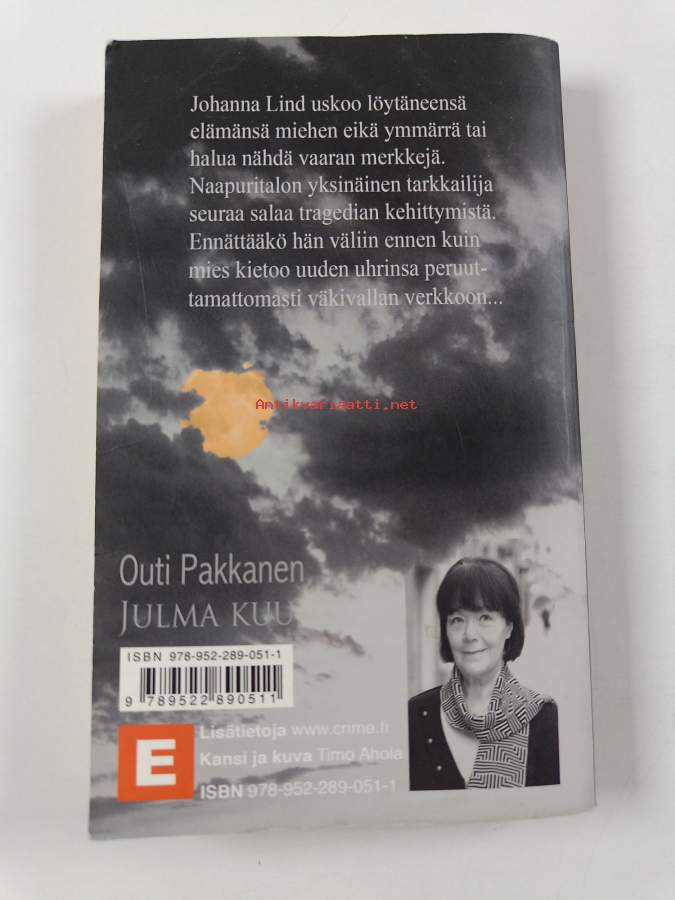 Johanna Lind uskoo löytäneensä
elämänsä miehen eikä ymmärrä tai
halua nähdä vaaran merkkejä.
Naapuritalon yksinäinen tarkkailija
seuraa salaa tragedian kehittymistä.
Ennättääkö hän väliin ennen kuin
mies kietoo uuden uhrinsa peruut-
tamattomasti väkivallan verkkoon...
Antikvariaatti.net
Outi Pakkanen
JULMA KUU
ISBN 978-952-289-051-1
9 789522 890511
E
Lisätietoja www.crime.fi
Kansi ja kuva Timo Ahola
ISBN 978-952-289-051-1